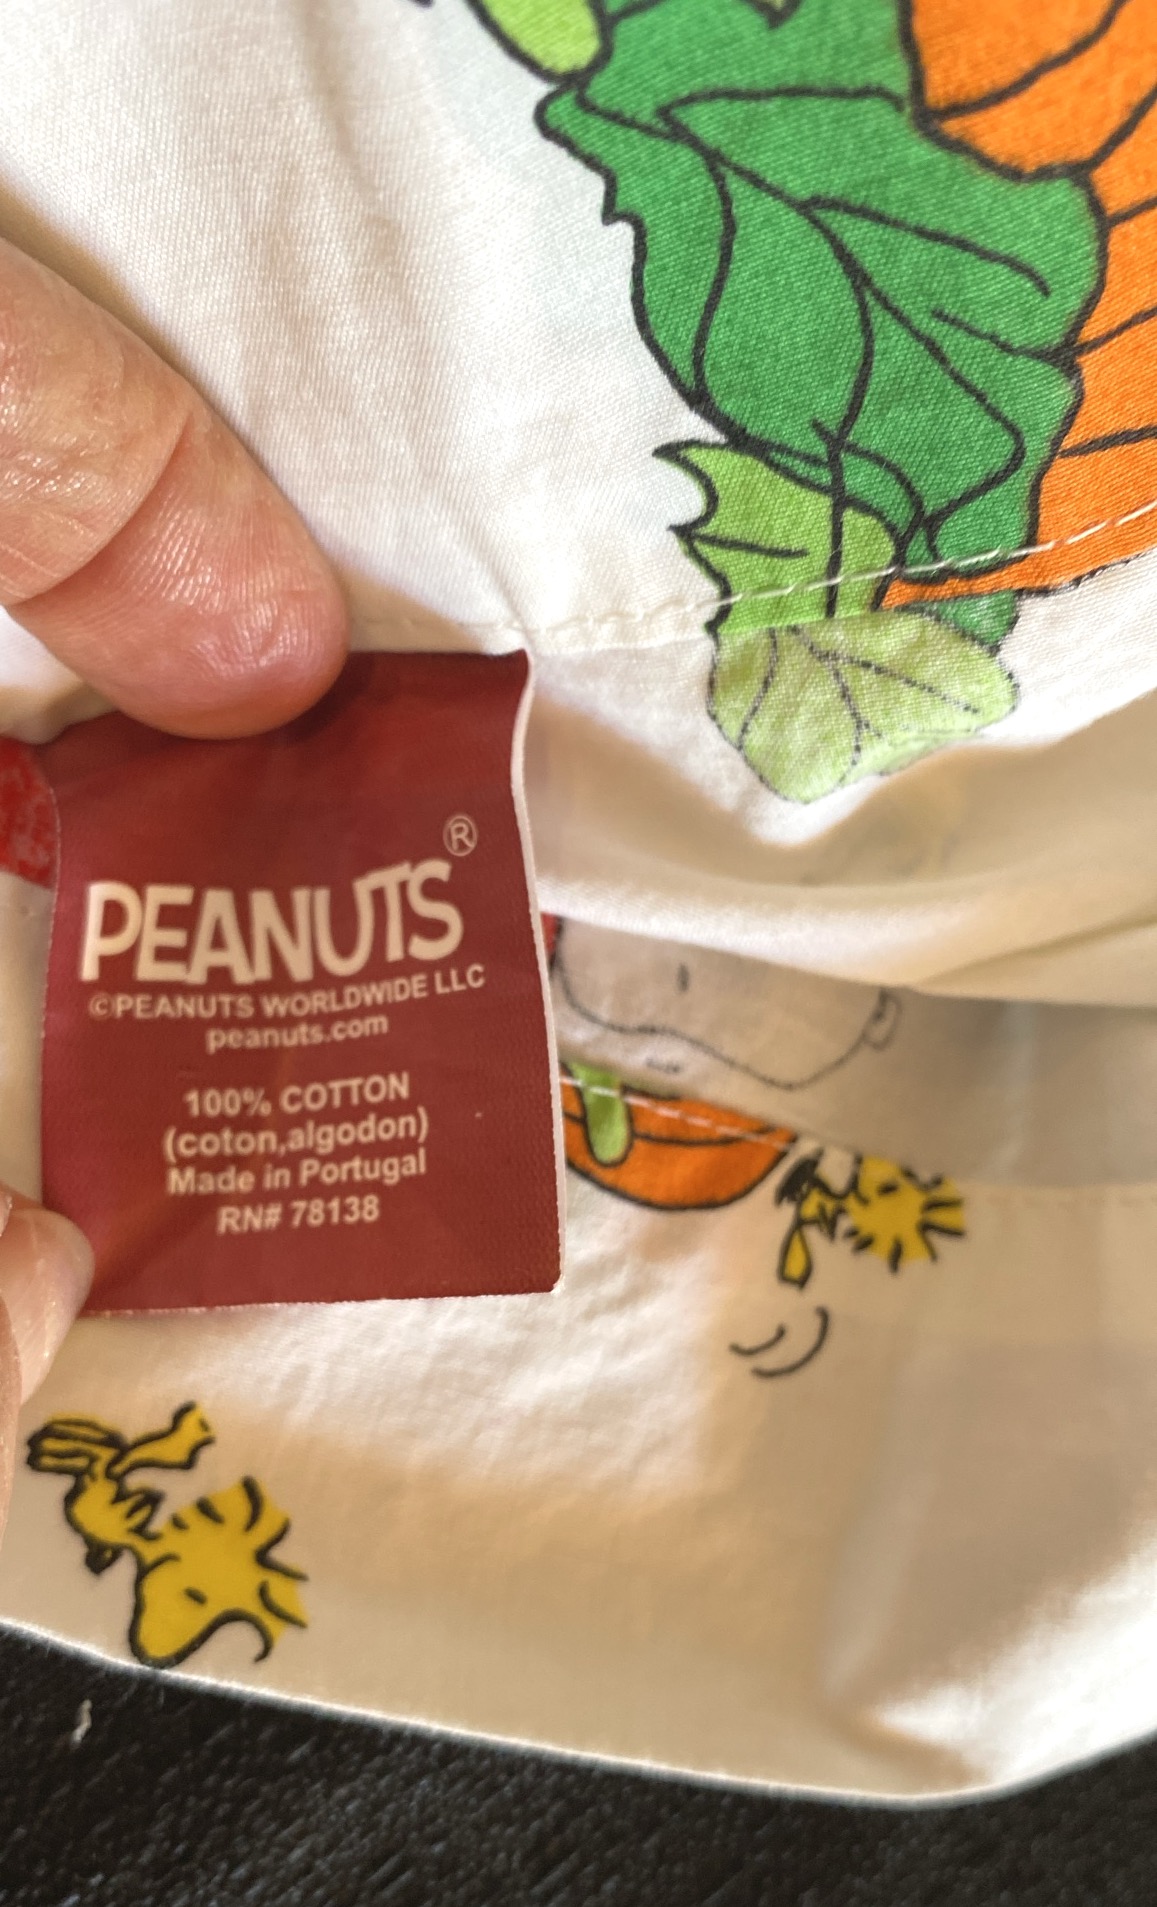 PEANUTS®
©PEANUTS WORLDWIDE LLC
peanuts.com
100% COTTON
(coton,algodon)
Made in Portugal
RN# 78138